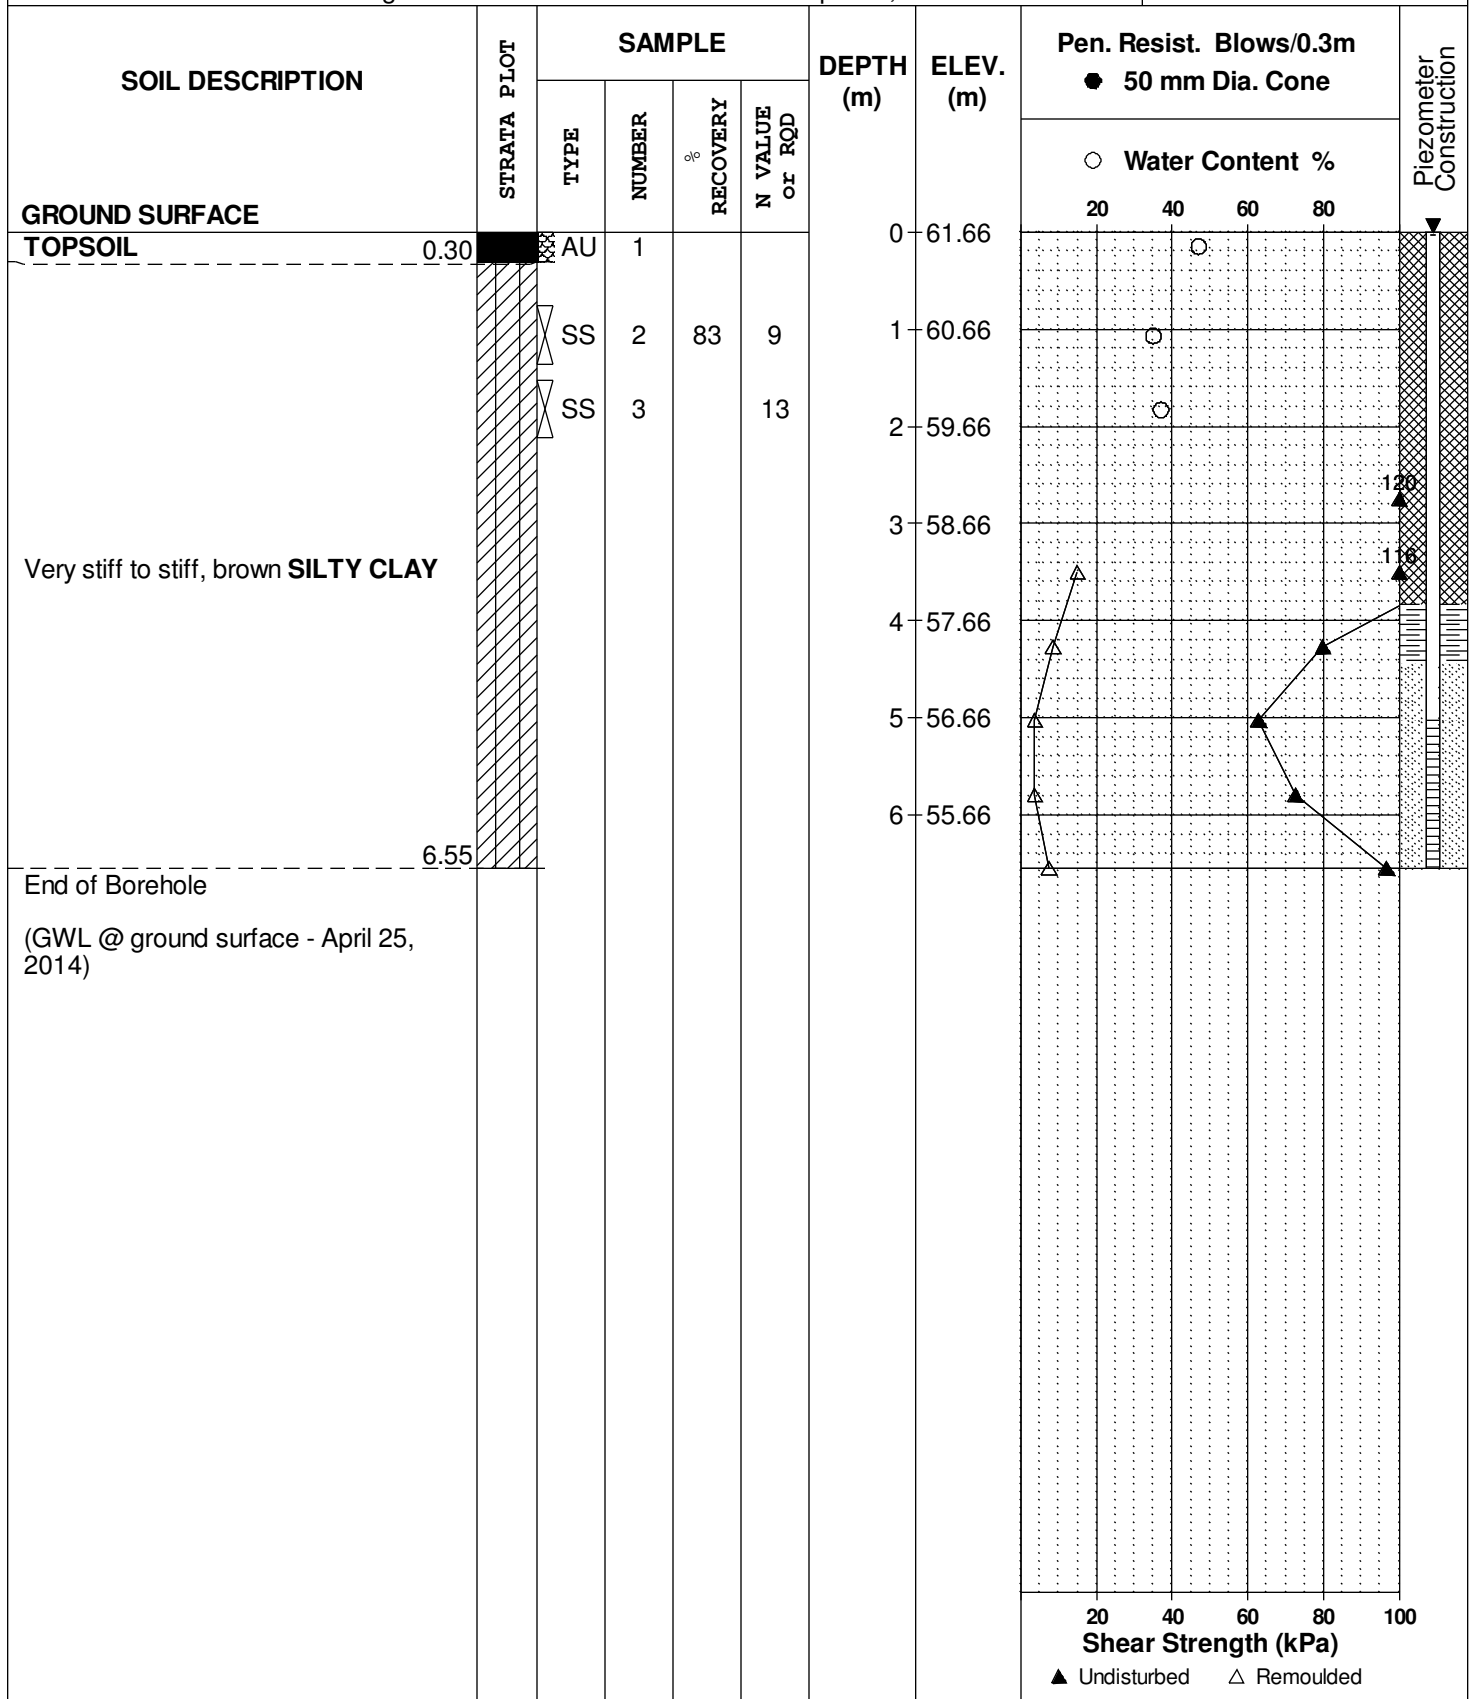 SOIL DESCRIPTION
STRATA PLOT
SAMPLE
TYPE
NUMBER
%
RECOVERY
N VALUE
or RQD
DEPTH
(m)
ELEV.
(m)
Pen. Resist. Blows/0.3m
● 50 mm Dia. Cone
○ Water Content %
Piezometer
Construction
20 40 60 80
GROUND SURFACE
TOPSOIL 0.30 AU 1 0 61.66
SS 2 83 9 1 60.66
SS 3 13
2 59.66
120
3 58.66
116
Very stiff to stiff, brown SILTY CLAY
4 57.66
5 56.66
6 55.66
6.55
End of Borehole
(GWL @ ground surface - April 25,
2014)
20 40 60 80 100
Shear Strength (kPa)
▲ Undisturbed △ Remoulded